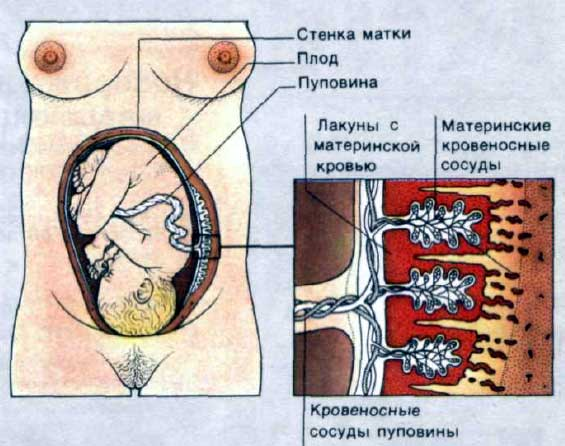 Стенка матки
Плод
Пуповина
Лакуны с
материнской
кровью
Материнские
кровеносные
сосуды
Кровеносные
сосуды пуповины